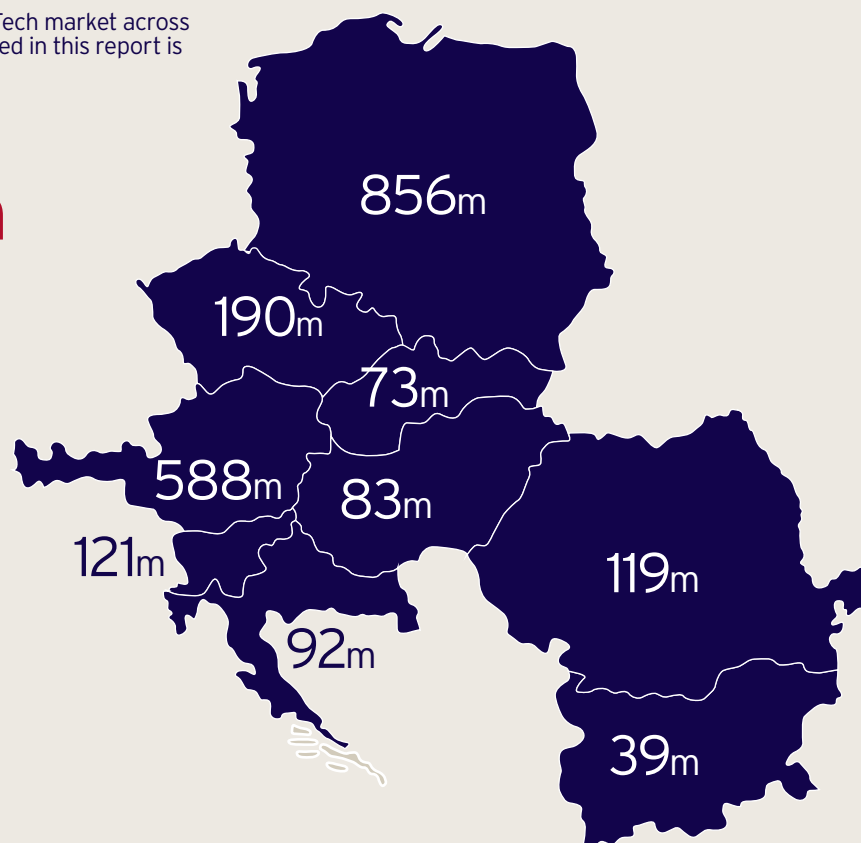 Tech market across
ed in this report is
856m
190m
73m
588m
83m
121m
119m
92m
39m